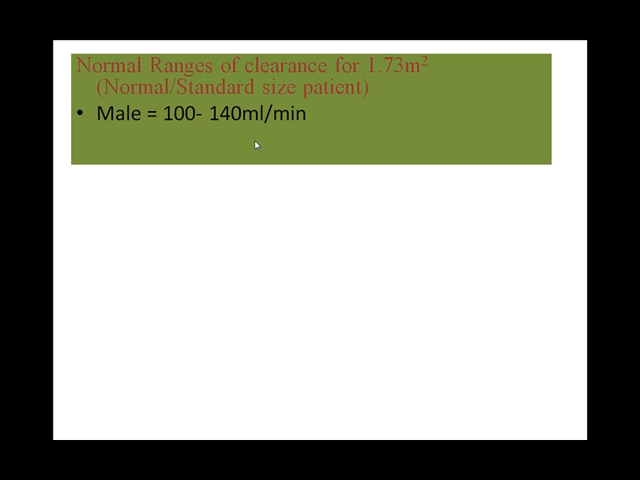 Normal Ranges of clearance for 1.73m²
(Normal/Standard size patient)
• Male = 100- 140ml/min